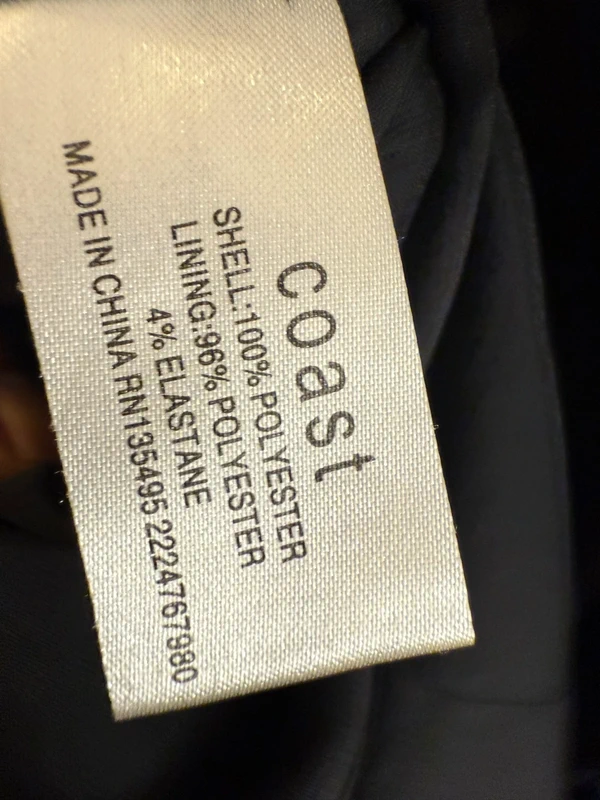 coast
SHELL:100% POLYESTER
LINING:96% POLYESTER
4% ELASTANE
MADE IN CHINA RN135495 2224767980